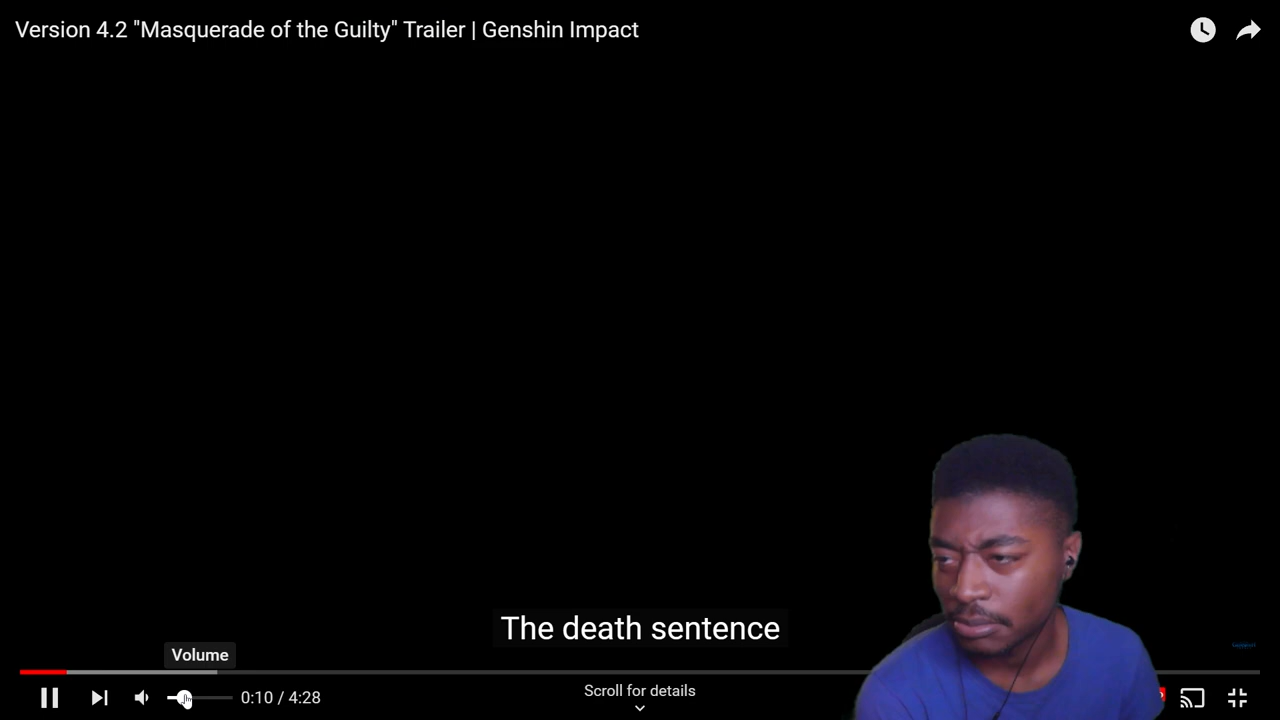 Version 4.2 "Masquerade of the Guilty" Trailer | Genshin Impact
The death sentence
Volume
0:10 / 4:28
Scroll for details